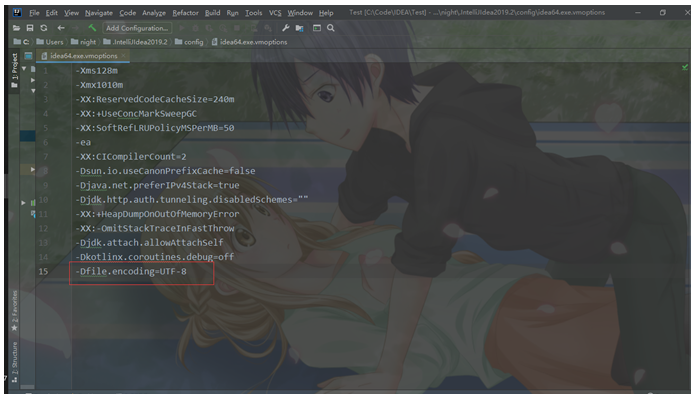 File Edit View Navigate Code Analyze Refactor Build Run Tools VCS Window Help Test [C:\Code\IDEA\Test] - ...\night\.IntelliJIdea2019.2\config\idea64.exe.vmoptions
Add Configuration...
C: Users night .IntelliJIdea2019.2 config idea64.exe.vmoptions
1: Project
idea64.exe.vmoptions
1 -Xms128m
2 -Xmx1010m
3 -XX:ReservedCodeCacheSize=240m
4 -XX:+UseConcMarkSweepGC
5 -XX:SoftRefLRUPolicyMSPerMB=50
6 -ea
7 -XX:CICompilerCount=2
8 -Dsun.io.useCanonPrefixCache=false
9 -Djava.net.preferIPv4Stack=true
10 -Djdk.http.auth.tunneling.disabledSchemes=""
11 -XX:+HeapDumpOnOutOfMemoryError
12 -XX:-OmitStackTraceInFastThrow
13 -Djdk.attach.allowAttachSelf
14 -Dkotlinx.coroutines.debug=off
15 -Dfile.encoding=UTF-8
2: Favorites
7: Structure